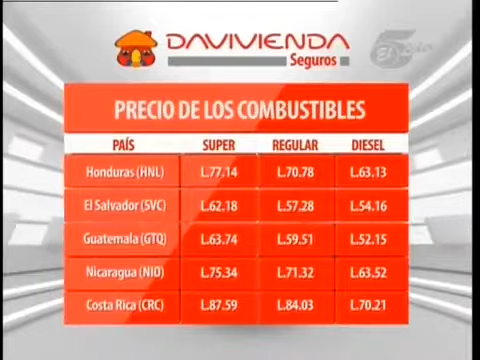 DAVIVIENDA
Seguros
5
PRECIO DE LOS COMBUSTIBLES
PAÍS SUPER REGULAR DIESEL
Honduras (HNL) L.77.14 L.70.78 L.63.13
El Salvador (SVC) L.62.18 L.57.28 L.54.16
Guatemala (GTQ) L.63.74 L.59.51 L.52.15
Nicaragua (NIO) L.75.34 L.71.32 L.63.52
Costa Rica (CRC) L.87.59 L.84.03 L.70.21